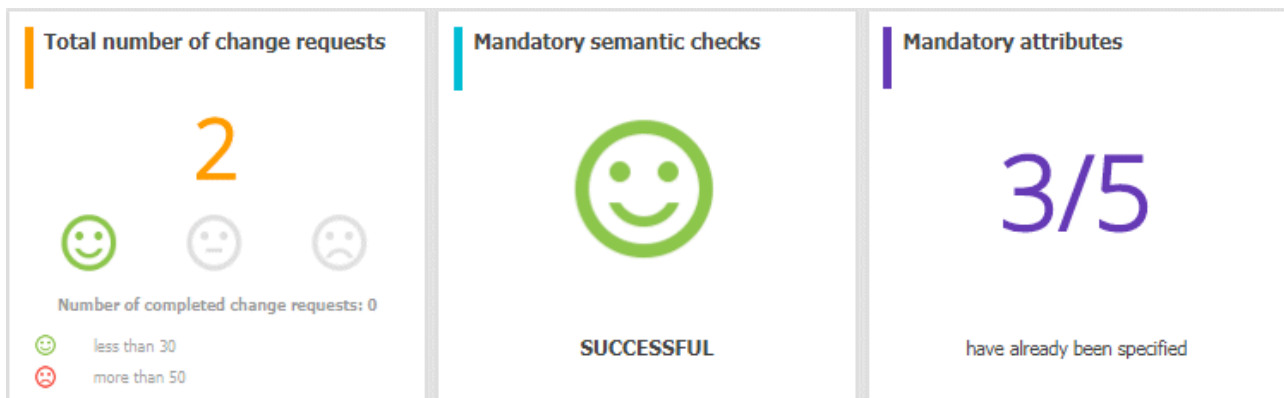 Total number of change requests
2
Number of completed change requests: 0
less than 30
more than 50
Mandatory semantic checks
SUCCESSFUL
Mandatory attributes
3/5
have already been specified